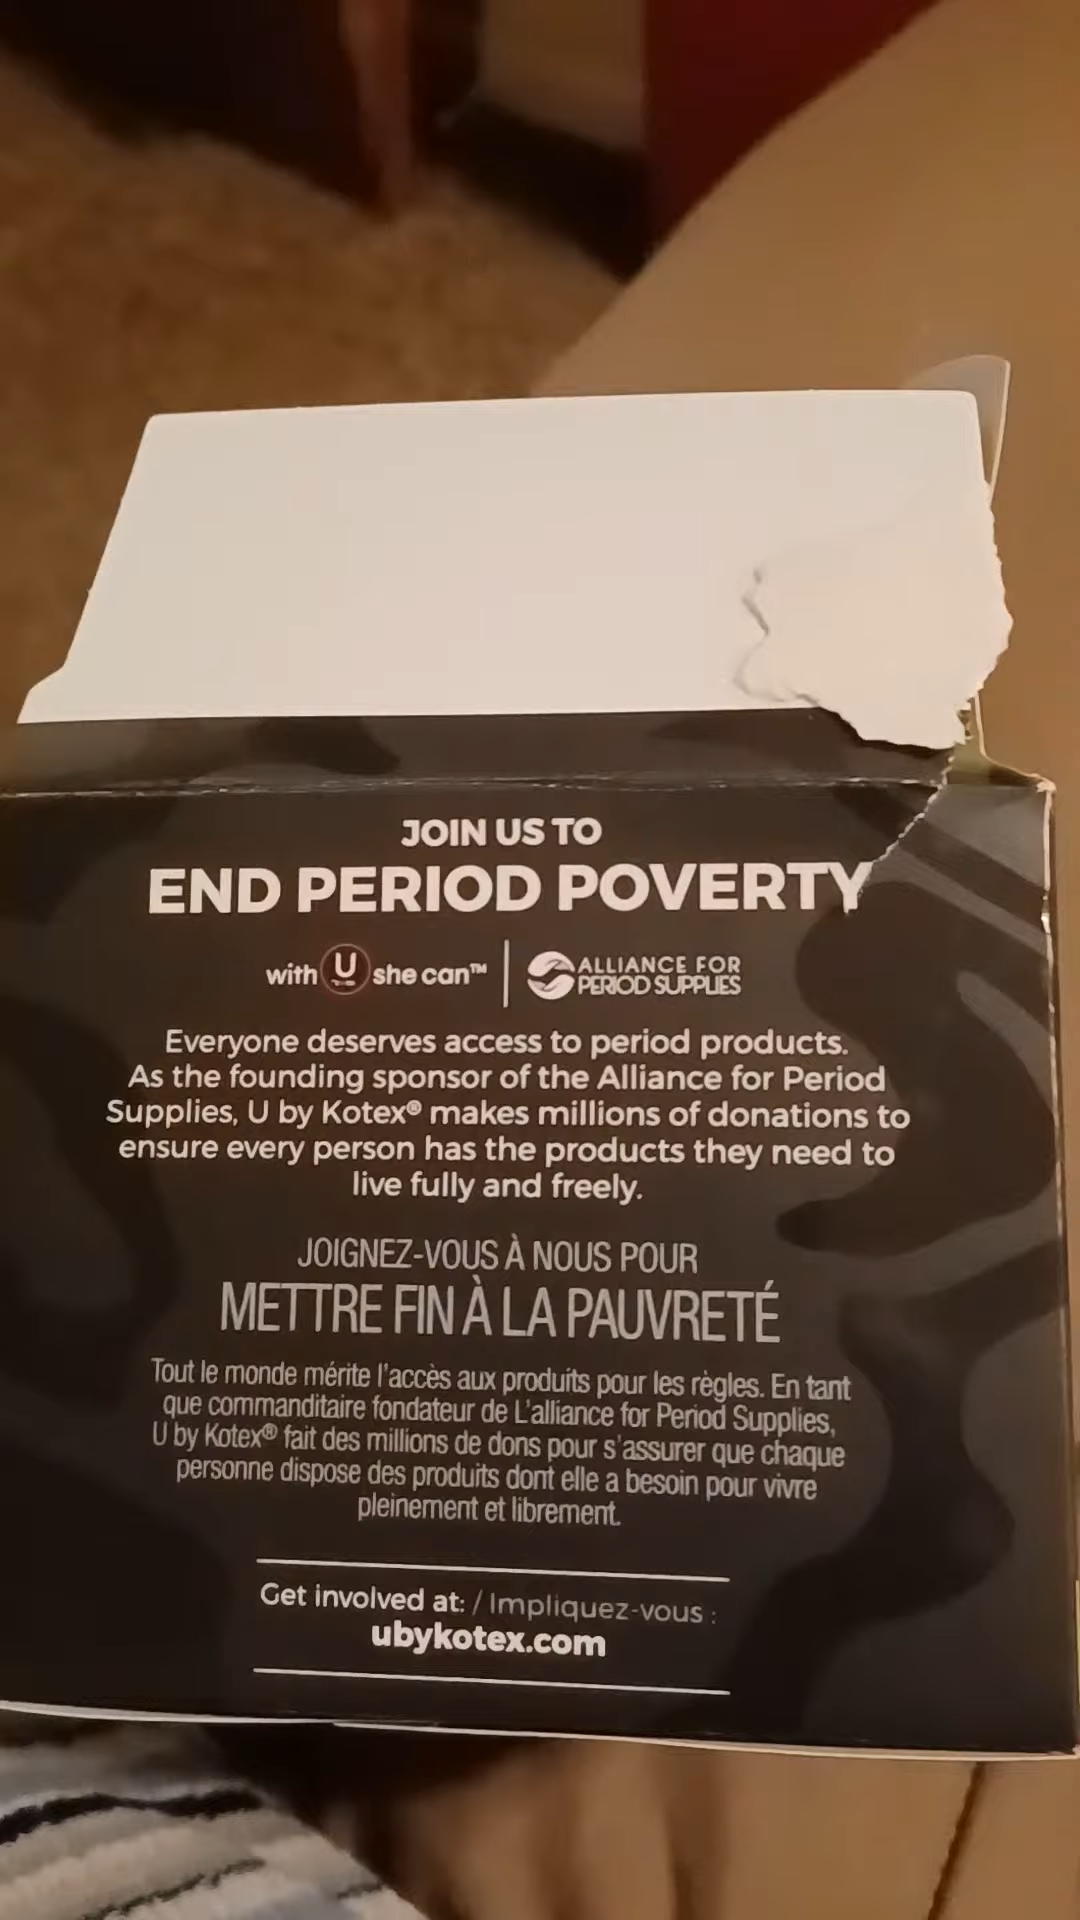 JOIN US TO
END PERIOD POVERTY
with U she can™ | ALLIANCE FOR
PERIOD SUPPLIES
Everyone deserves access to period products.
As the founding sponsor of the Alliance for Period
Supplies, U by Kotex® makes millions of donations to
ensure every person has the products they need to
live fully and freely.
JOIGNEZ-VOUS À NOUS POUR
METTRE FIN À LA PAUVRETÉ
Tout le monde mérite l'accès aux produits pour les règles. En tant
que commanditaire fondateur de L'alliance for Period Supplies,
U by Kotex® fait des millions de dons pour s'assurer que chaque
personne dispose des produits dont elle a besoin pour vivre
pleinement et librement.
Get involved at: / Impliquez-vous :
ubykotex.com